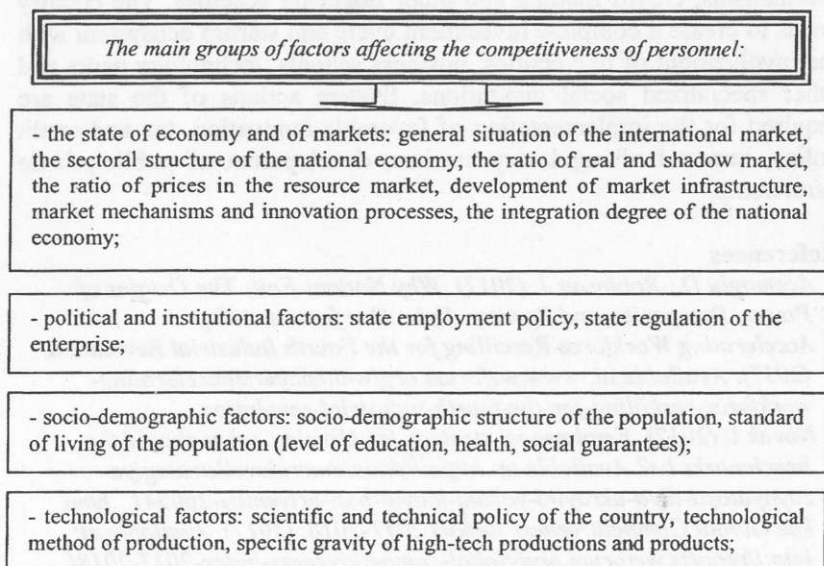 The main groups of factors affecting the competitiveness of personnel:
- the state of economy and of markets: general situation of the international market,
the sectoral structure of the national economy, the ratio of real and shadow market,
the ratio of prices in the resource market, development of market infrastructure,
market mechanisms and innovation processes, the integration degree of the national
economy;
- political and institutional factors: state employment policy, state regulation of the
enterprise;
- socio-demographic factors: socio-demographic structure of the population, standard
of living of the population (level of education, health, social guarantees);
- technological factors: scientific and technical policy of the country, technological
method of production, specific gravity of high-tech productions and products;